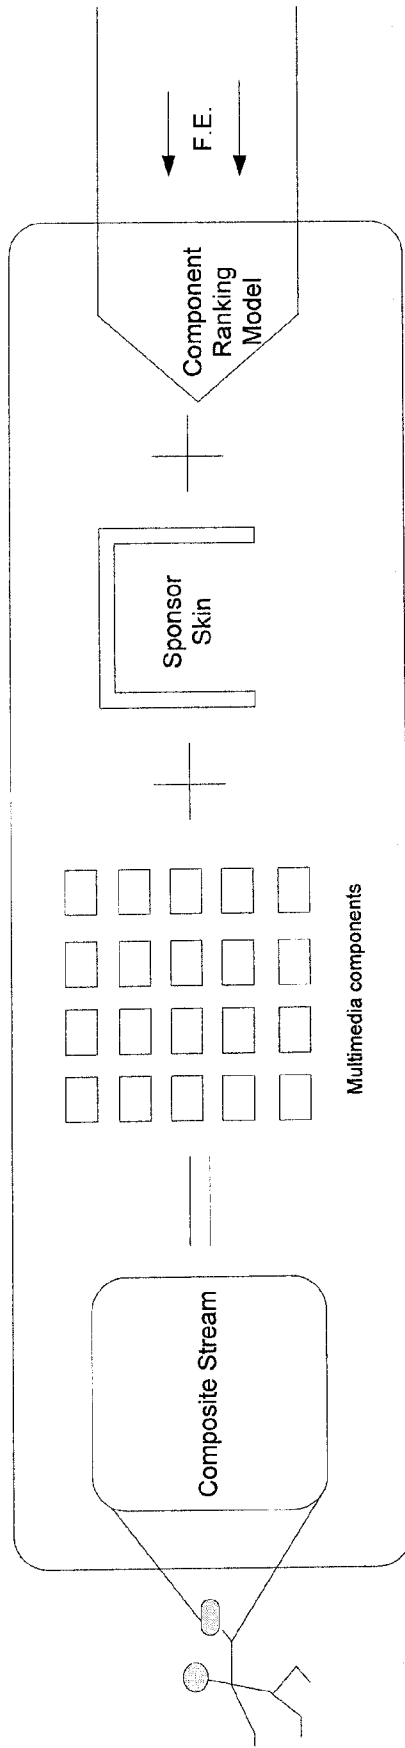 Composite Stream
Multimedia components
Sponsor
Skin
Component
Ranking
Model
F.E.